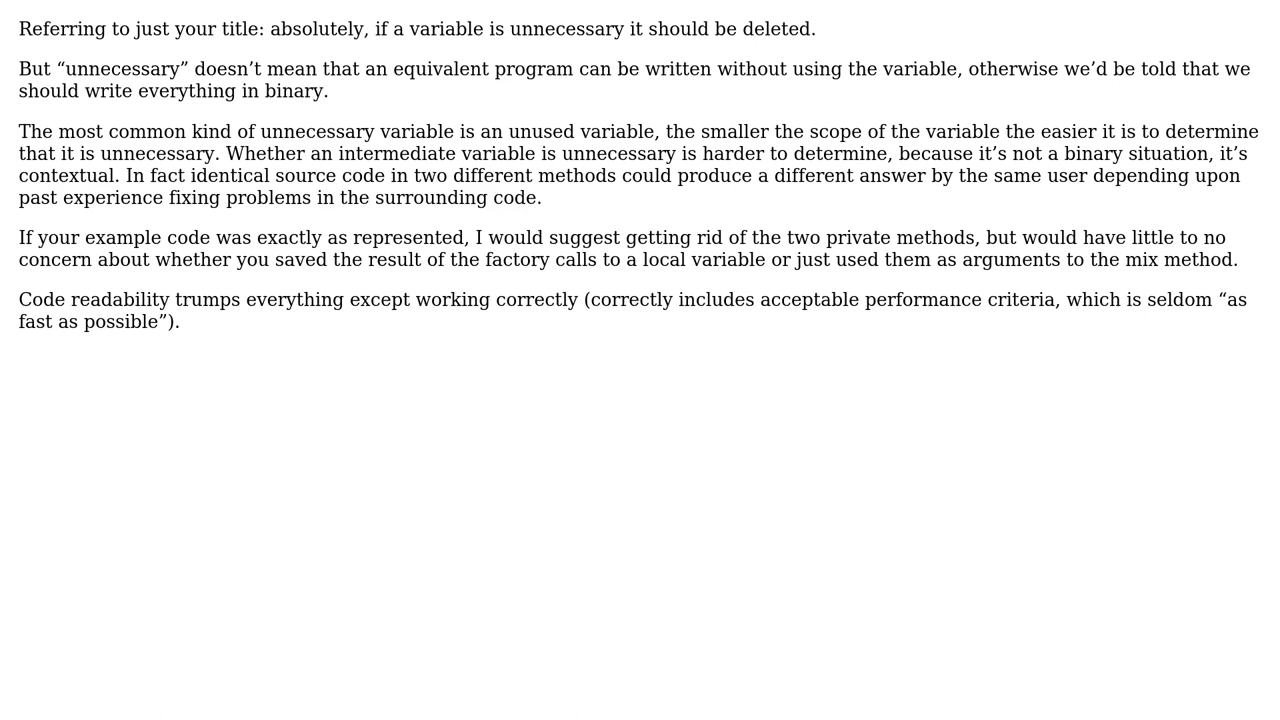 Referring to just your title: absolutely, if a variable is unnecessary it should be deleted.
But “unnecessary” doesn’t mean that an equivalent program can be written without using the variable, otherwise we’d be told that we
should write everything in binary.
The most common kind of unnecessary variable is an unused variable, the smaller the scope of the variable the easier it is to determine
that it is unnecessary. Whether an intermediate variable is unnecessary is harder to determine, because it’s not a binary situation, it’s
contextual. In fact identical source code in two different methods could produce a different answer by the same user depending upon
past experience fixing problems in the surrounding code.
If your example code was exactly as represented, I would suggest getting rid of the two private methods, but would have little to no
concern about whether you saved the result of the factory calls to a local variable or just used them as arguments to the mix method.
Code readability trumps everything except working correctly (correctly includes acceptable performance criteria, which is seldom “as
fast as possible”).